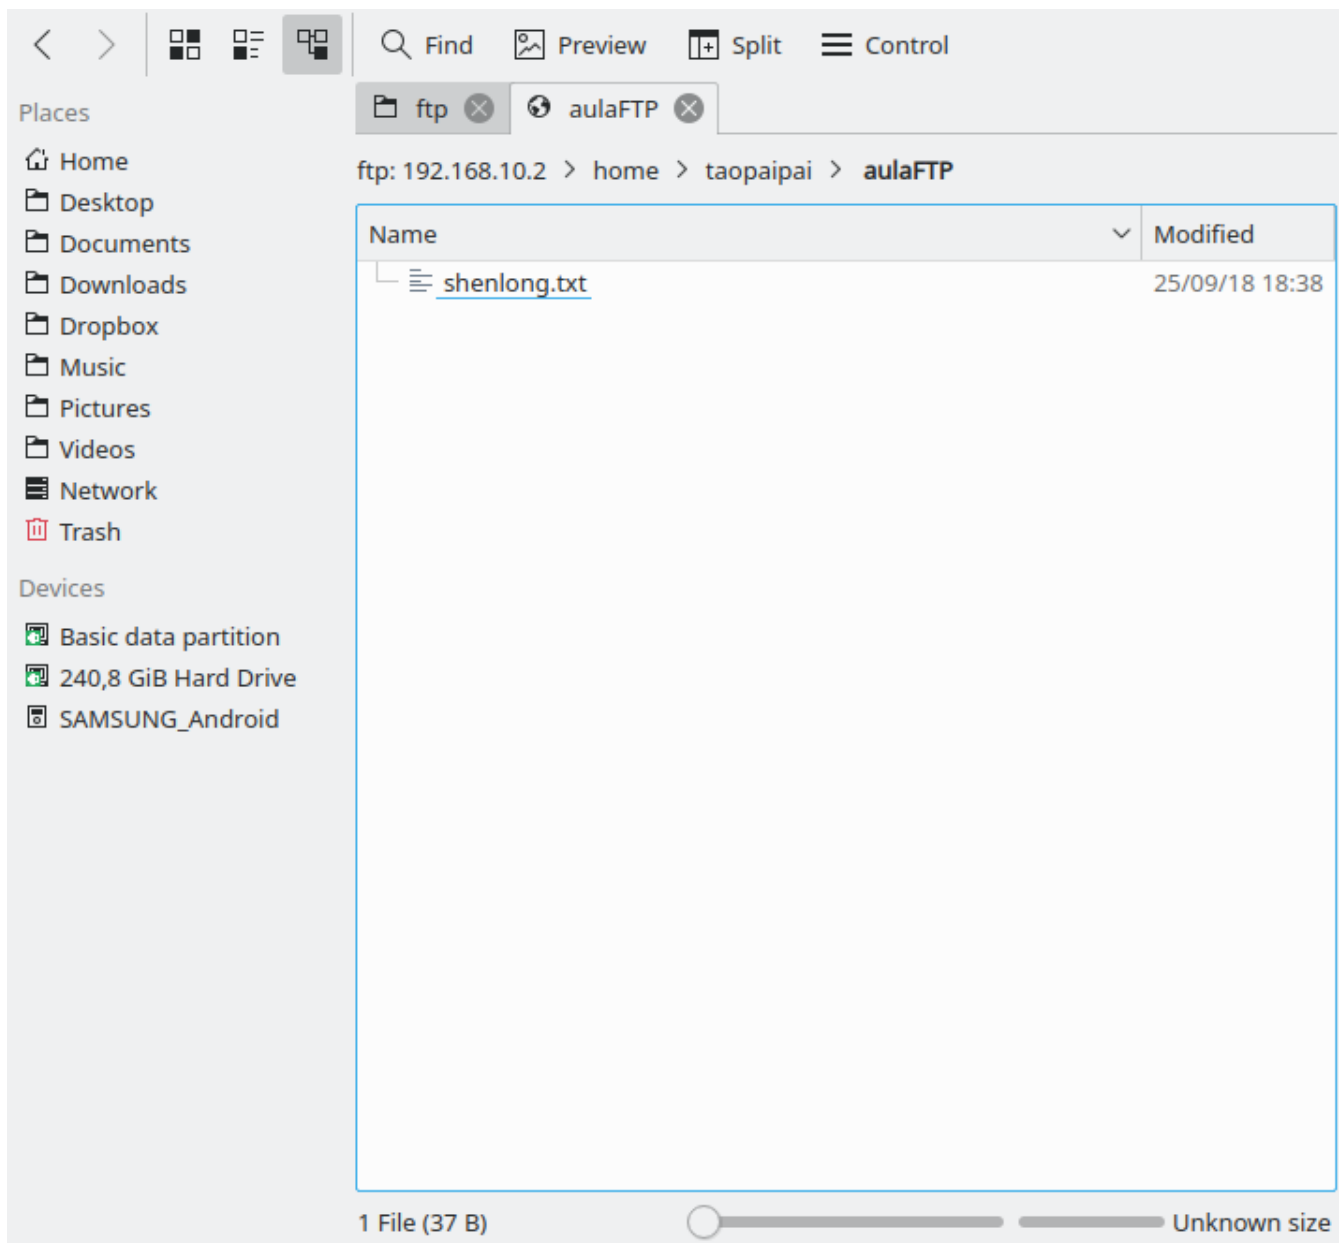 Find Preview Split Control
Places
Home
Desktop
Documents
Downloads
Dropbox
Music
Pictures
Videos
Network
Trash
Devices
Basic data partition
240,8 GiB Hard Drive
SAMSUNG_Android
ftp aulaFTP
ftp: 192.168.10.2 > home > taopaipai > aulaFTP
Name Modified
shenlong.txt 25/09/18 18:38
1 File (37 B) Unknown size